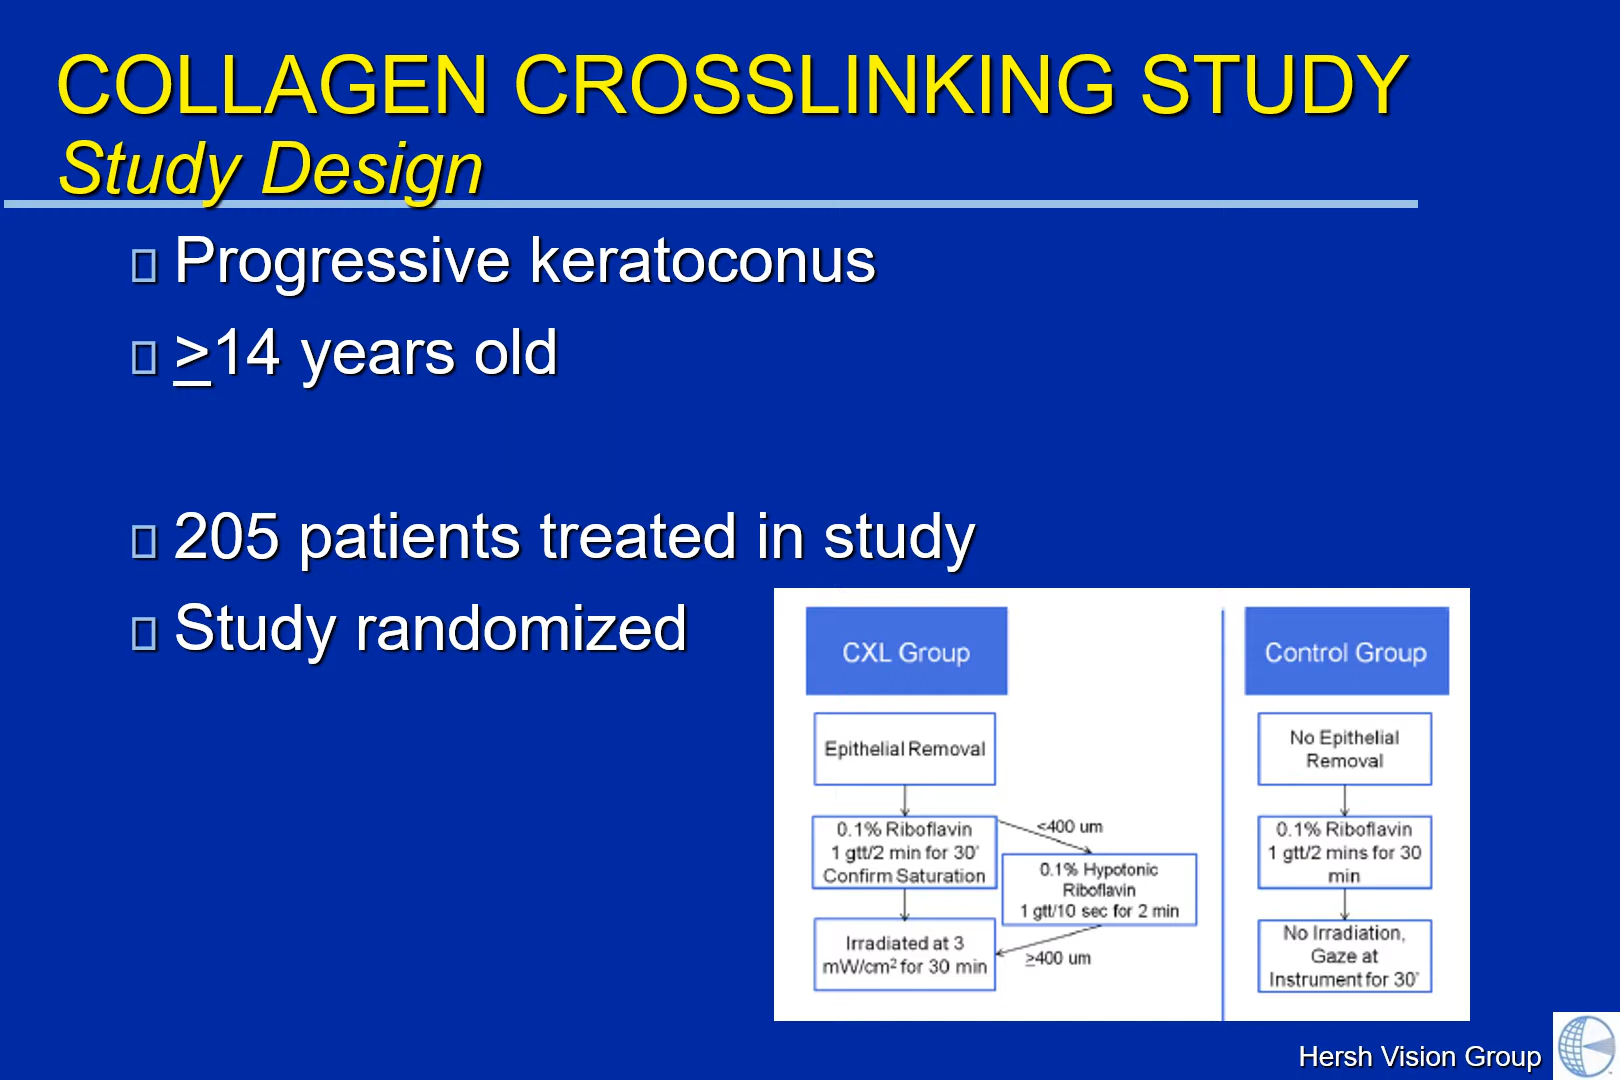 COLLAGEN CROSSLINKING STUDY
Study Design
Progressive keratoconus
>14 years old
205 patients treated in study
Study randomized
CXL Group
Epithelial Removal
0.1% Riboflavin
1 gtt/2 min for 30'
Confirm Saturation
<400 um
0.1% Hypotonic
Riboflavin
1 gtt/10 sec for 2 min
≥400 um
Irradiated at 3
mW/cm² for 30 min
Control Group
No Epithelial
Removal
0.1% Riboflavin
1 gtt/2 mins for 30
min
No Irradiation,
Gaze at
Instrument for 30'
Hersh Vision Group